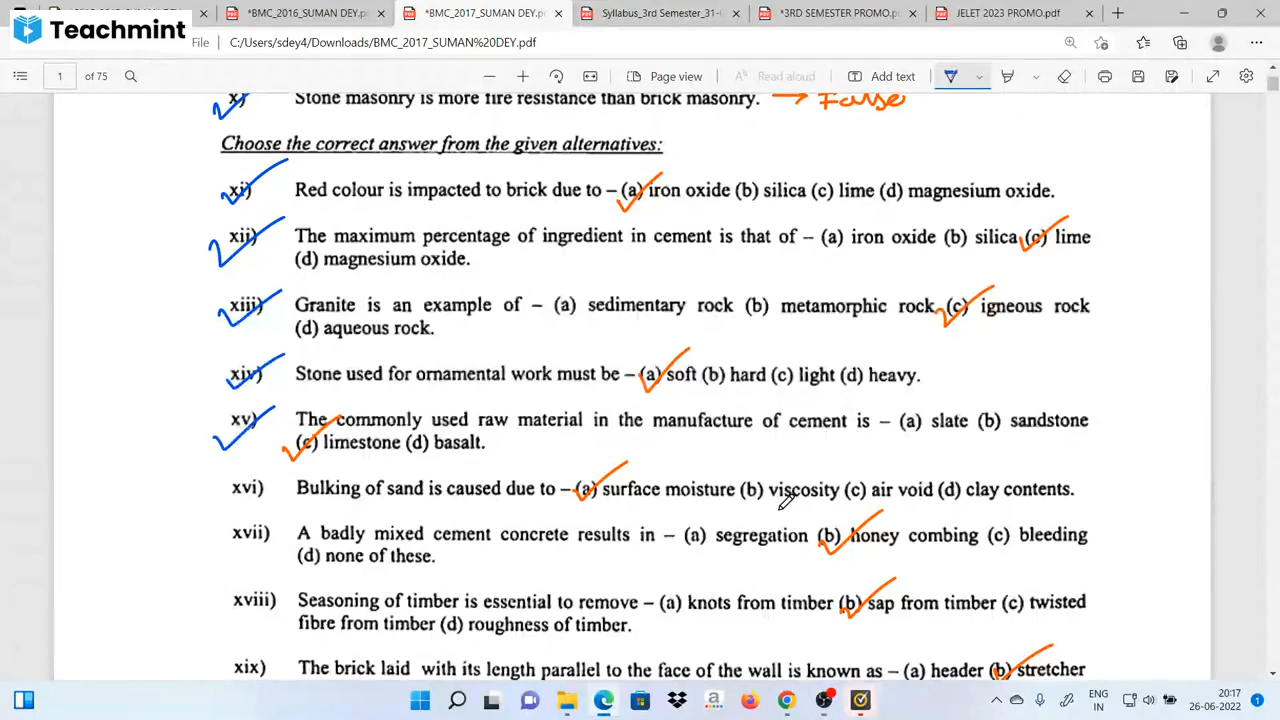 Teachmint
*BMC_2016_SUMAN DEY.p
*BMC_2017_SUMAN DEY.p
Syllabus_3rd Semester_31-0
*3RD SEMESTER PROMO.p
JELET 2023 PROMO.pdf
File C:/Users/sdey4/Downloads/BMC_2017_SUMAN%20DEY.pdf
1 of 75 Page view Read aloud Add text
x) Stone masonry is more fire resistance than brick masonry. → False
Choose the correct answer from the given alternatives:
xi) Red colour is impacted to brick due to – (a) iron oxide (b) silica (c) lime (d) magnesium oxide.
xii) The maximum percentage of ingredient in cement is that of – (a) iron oxide (b) silica (c) lime
(d) magnesium oxide.
xiii) Granite is an example of – (a) sedimentary rock (b) metamorphic rock (c) igneous rock
(d) aqueous rock.
xiv) Stone used for ornamental work must be – (a) soft (b) hard (c) light (d) heavy.
xv) The commonly used raw material in the manufacture of cement is – (a) slate (b) sandstone
(c) limestone (d) basalt.
xvi) Bulking of sand is caused due to – (a) surface moisture (b) viscosity (c) air void (d) clay contents.
xvii) A badly mixed cement concrete results in – (a) segregation (b) honey combing (c) bleeding
(d) none of these.
xviii) Seasoning of timber is essential to remove – (a) knots from timber (b) sap from timber (c) twisted
fibre from timber (d) roughness of timber.
xix) The brick laid with its length parallel to the face of the wall is known as – (a) header (b) stretcher
ENG
IN
20:17
26-06-2022